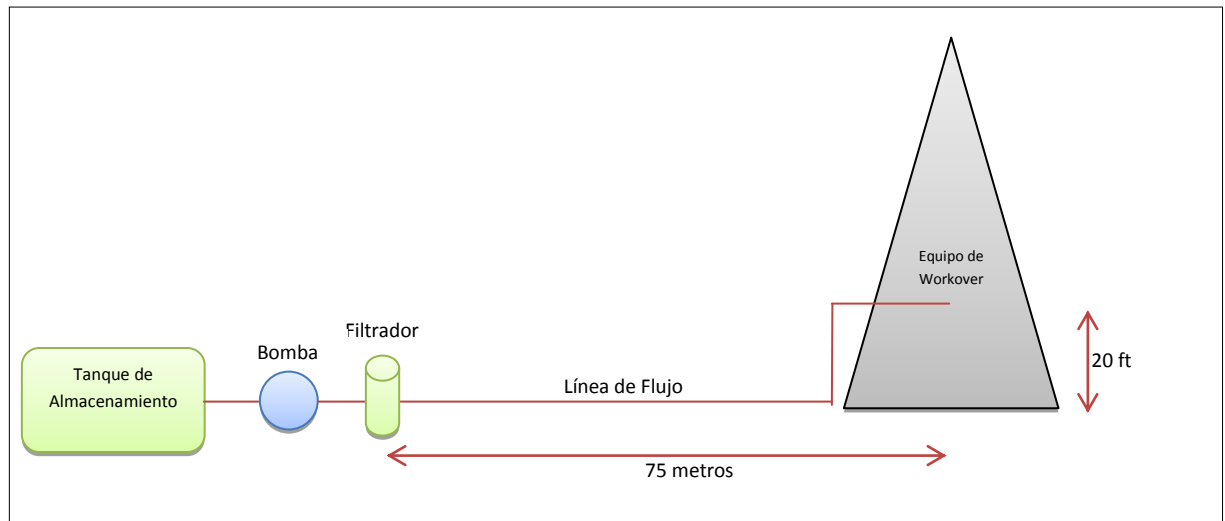 Equipo de
Workover
Filtrador
Bomba
Tanque de
Almacenamiento
Línea de Flujo
20 ft
75 metros